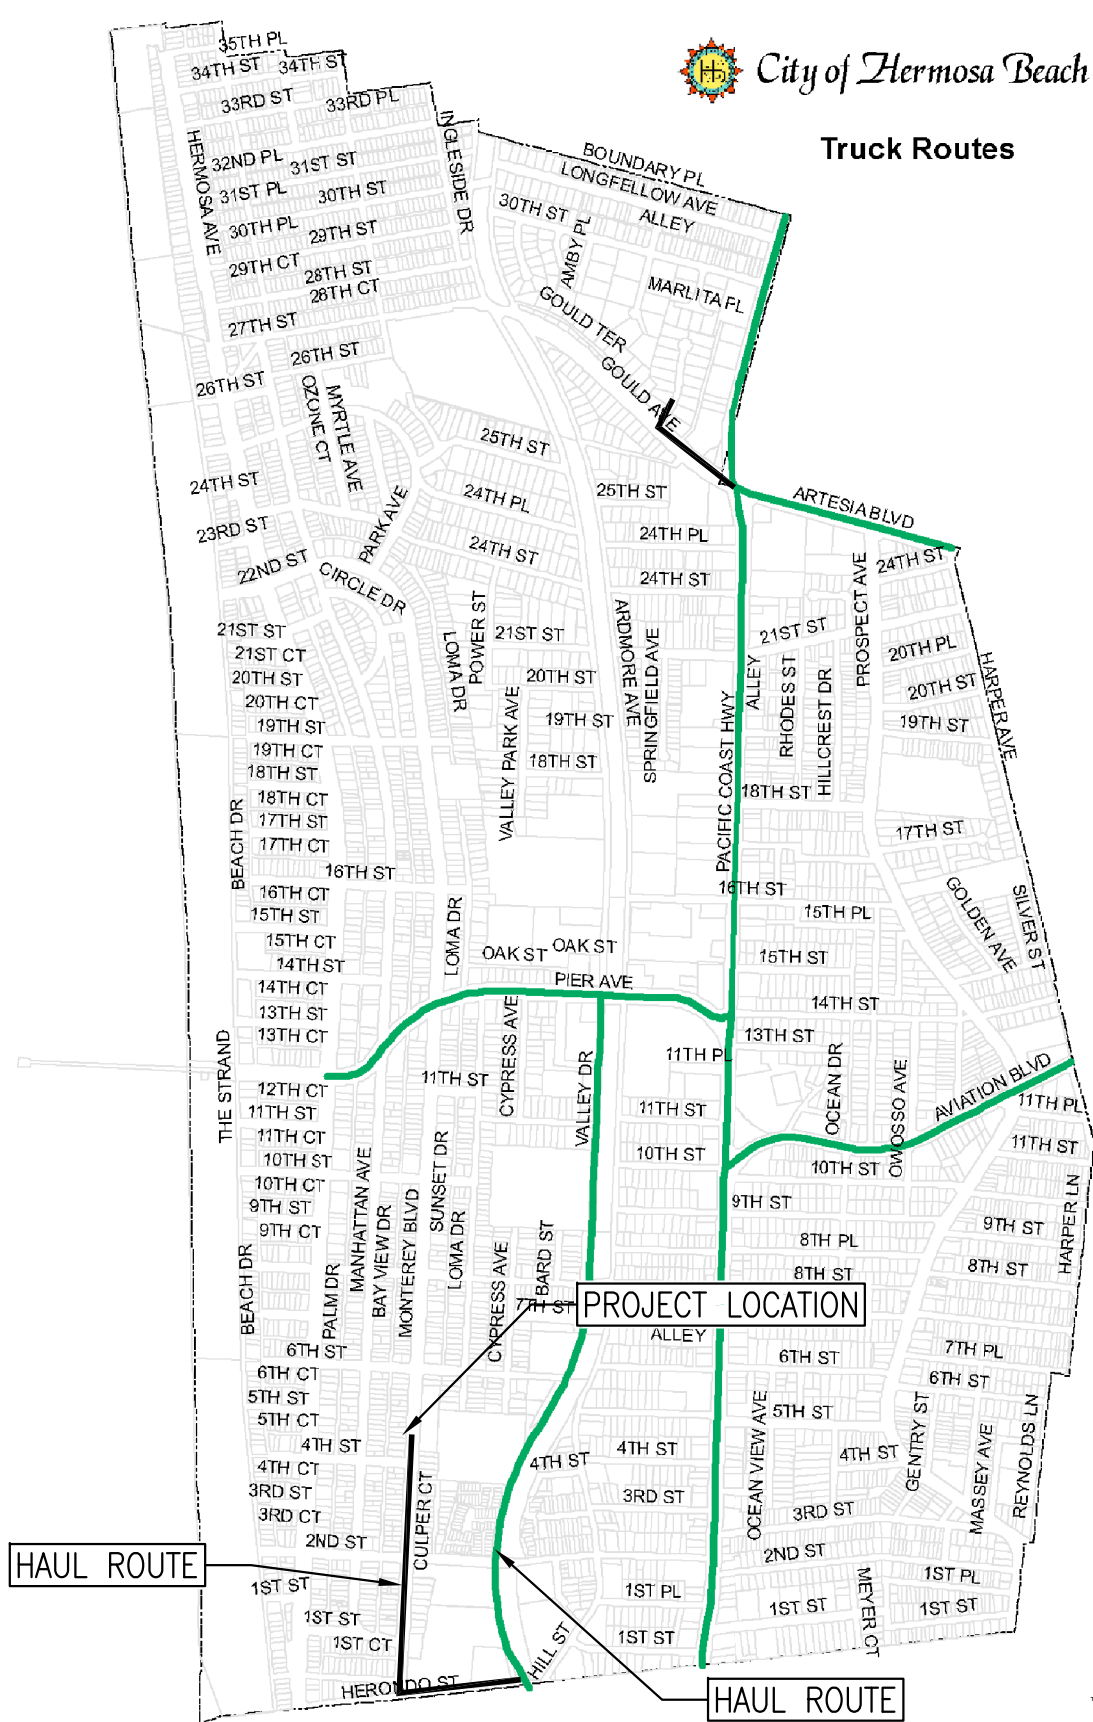 City of Hermosa Beach
Truck Routes
35TH PL
34TH ST
34TH ST
33RD ST
33RD PL
HERMOSA AVE
INGLESIDE DR
32ND PL
31ST ST
31ST PL
30TH ST
30TH PL
29TH ST
29TH CT
28TH ST
28TH CT
27TH ST
26TH ST
26TH ST
BOUNDARY PL
LONGFELLOW AVE
30TH ST
ALLEY
AMBY PL
MARLITA PL
GOULD TER
GOULD AVE
OZONE CT
MYRTLE AVE
25TH ST
24TH ST
24TH PL
25TH ST
ARTESIA BLVD
23RD ST
PARK AVE
24TH PL
22ND ST
CIRCLE DR
24TH ST
24TH ST
24TH ST
PROSPECT AVE
21ST ST
21ST CT
20TH ST
20TH CT
19TH ST
19TH CT
18TH ST
18TH CT
17TH ST
17TH CT
16TH ST
16TH CT
15TH ST
15TH CT
14TH ST
14TH CT
13TH ST
13TH CT
BEACH DR
LOMA DR
POWER ST
21ST ST
20TH ST
19TH ST
18TH ST
VALLEY PARK AVE
ARDMORE AVE
SPRINGFIELD AVE
PACIFIC COAST HWY
ALLEY
21ST ST
RHODES ST
HILLCREST DR
20TH PL
20TH ST
19TH ST
HARPER AVE
18TH ST
17TH ST
16TH ST
15TH PL
GOLDEN AVE
SILVER ST
15TH ST
14TH ST
13TH ST
LOMA DR
OAK ST
OAK ST
PIER AVE
THE STRAND
11TH ST
CYPRESS AVE
VALLEY DR
11TH PL
11TH ST
10TH ST
OCEAN DR
OWOSSO AVE
AVIATION BLVD
11TH PL
11TH ST
10TH ST
9TH ST
HARPER LN
9TH ST
8TH PL
8TH ST
8TH ST
12TH CT
11TH ST
11TH CT
10TH ST
10TH CT
9TH ST
9TH CT
BEACH DR
PALM DR
MANHATTAN AVE
BAY VIEW DR
MONTEREY BLVD
SUNSET DR
LOMA DR
CYPRESS AVE
BARD ST
7TH ST
PROJECT LOCATION
ALLEY
6TH ST
7TH PL
6TH ST
6TH ST
6TH CT
5TH ST
5TH CT
4TH ST
4TH CT
3RD ST
3RD CT
2ND ST
CULPER CT
4TH ST
4TH ST
3RD ST
OCEAN VIEW AVE
5TH ST
4TH ST
GENTRY ST
MASSEY AVE
REYNOLDS LN
3RD ST
2ND ST
HAUL ROUTE
1ST ST
1ST ST
1ST CT
HERONDO ST
HILL ST
1ST PL
1ST ST
1ST ST
MEYER CT
1ST PL
1ST ST
HAUL ROUTE